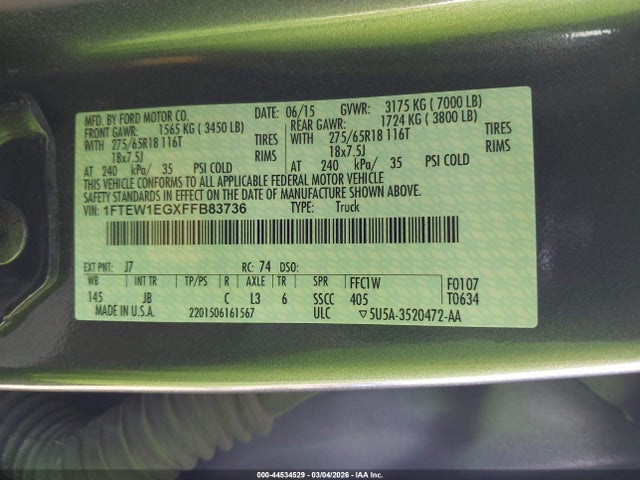 MFD. BY FORD MOTOR CO. DATE: 06/15 GVWR: 3175 KG ( 7000 LB)
FRONT GAWR: 1565 KG ( 3450 LB) REAR GAWR: 1724 KG ( 3800 LB)
WITH 275/65R18 116T TIRES WITH 275/65R18 116T TIRES
18x7.5J RIMS 18x7.5J RIMS
AT 240 kPa/ 35 PSI COLD AT 240 kPa/ 35 PSI COLD
THIS VEHICLE CONFORMS TO ALL APPLICABLE FEDERAL MOTOR VEHICLE
SAFETY STANDARDS IN EFFECT ON THE DATE OF MANUFACTURE SHOWN ABOVE.
VIN: 1FTEW1EGXFFB83736 TYPE: Truck
EXT PNT: J7 RC: 74 DSO:
WB INT TR TP/PS R AXLE TR SPR FFC1W F0107
145 JB C L3 6 SSCC 405 T0634
MADE IN U.S.A. 2201506161567 ULC ▽5U5A-3520472-AA
000-44534529 - 03/04/2026 - IAA Inc.